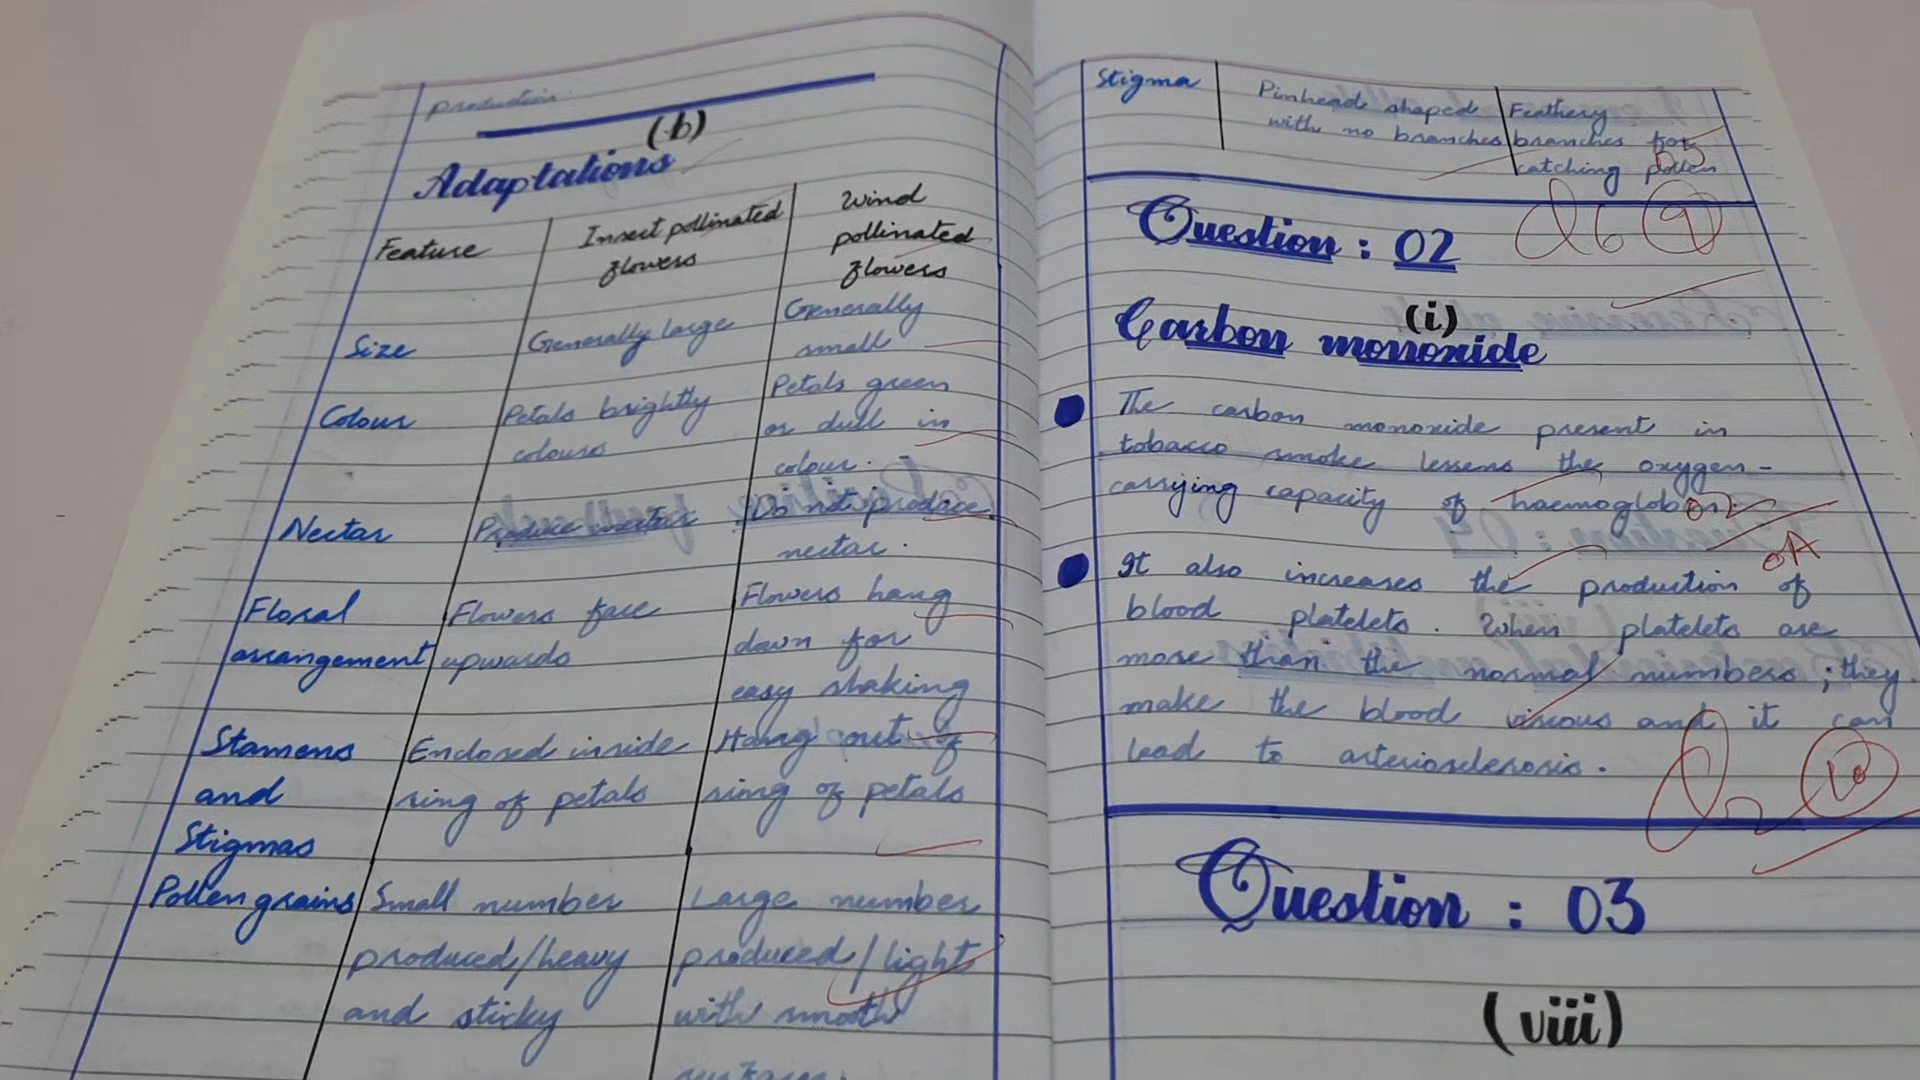 production.
(b)
Adaptations
Feature Insect pollinated flowers Wind pollinated flowers
Size Generally large Generally small
Colour Petals brightly colours Petals green or dull in colour.
Nectar Produce nectar Do not produce nectar.
Floral arrangement Flowers face upwards Flowers hang down for easy shaking
Stamens and Stigmas Enclosed inside ring of petals Hang out of ring of petals
Pollen grains Small number produced/heavy and sticky Large number produced/light with smooth surfaces.
Stigma Pinhead shaped with no branches Feathery branches for catching pollen
Question : 02
(i)
Carbon monoxide
The carbon monoxide present in
tobacco smoke lessens the oxygen-
carrying capacity of haemoglobin.
It also increases the production of
blood platelets. When platelets are
more than the normal numbers; they
make the blood viscous and it can
lead to arteriosclerosis.
10
Question : 03
(viii)